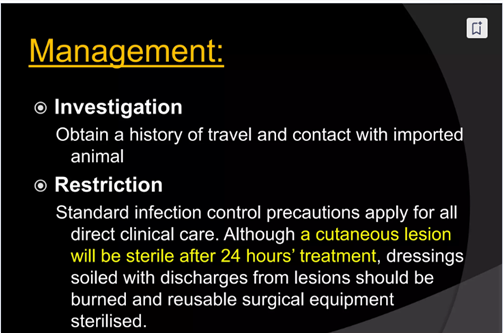 Management:
Investigation
Obtain a history of travel and contact with imported
animal
Restriction
Standard infection control precautions apply for all
direct clinical care. Although a cutaneous lesion
will be sterile after 24 hours' treatment, dressings
soiled with discharges from lesions should be
burned and reusable surgical equipment
sterilised.